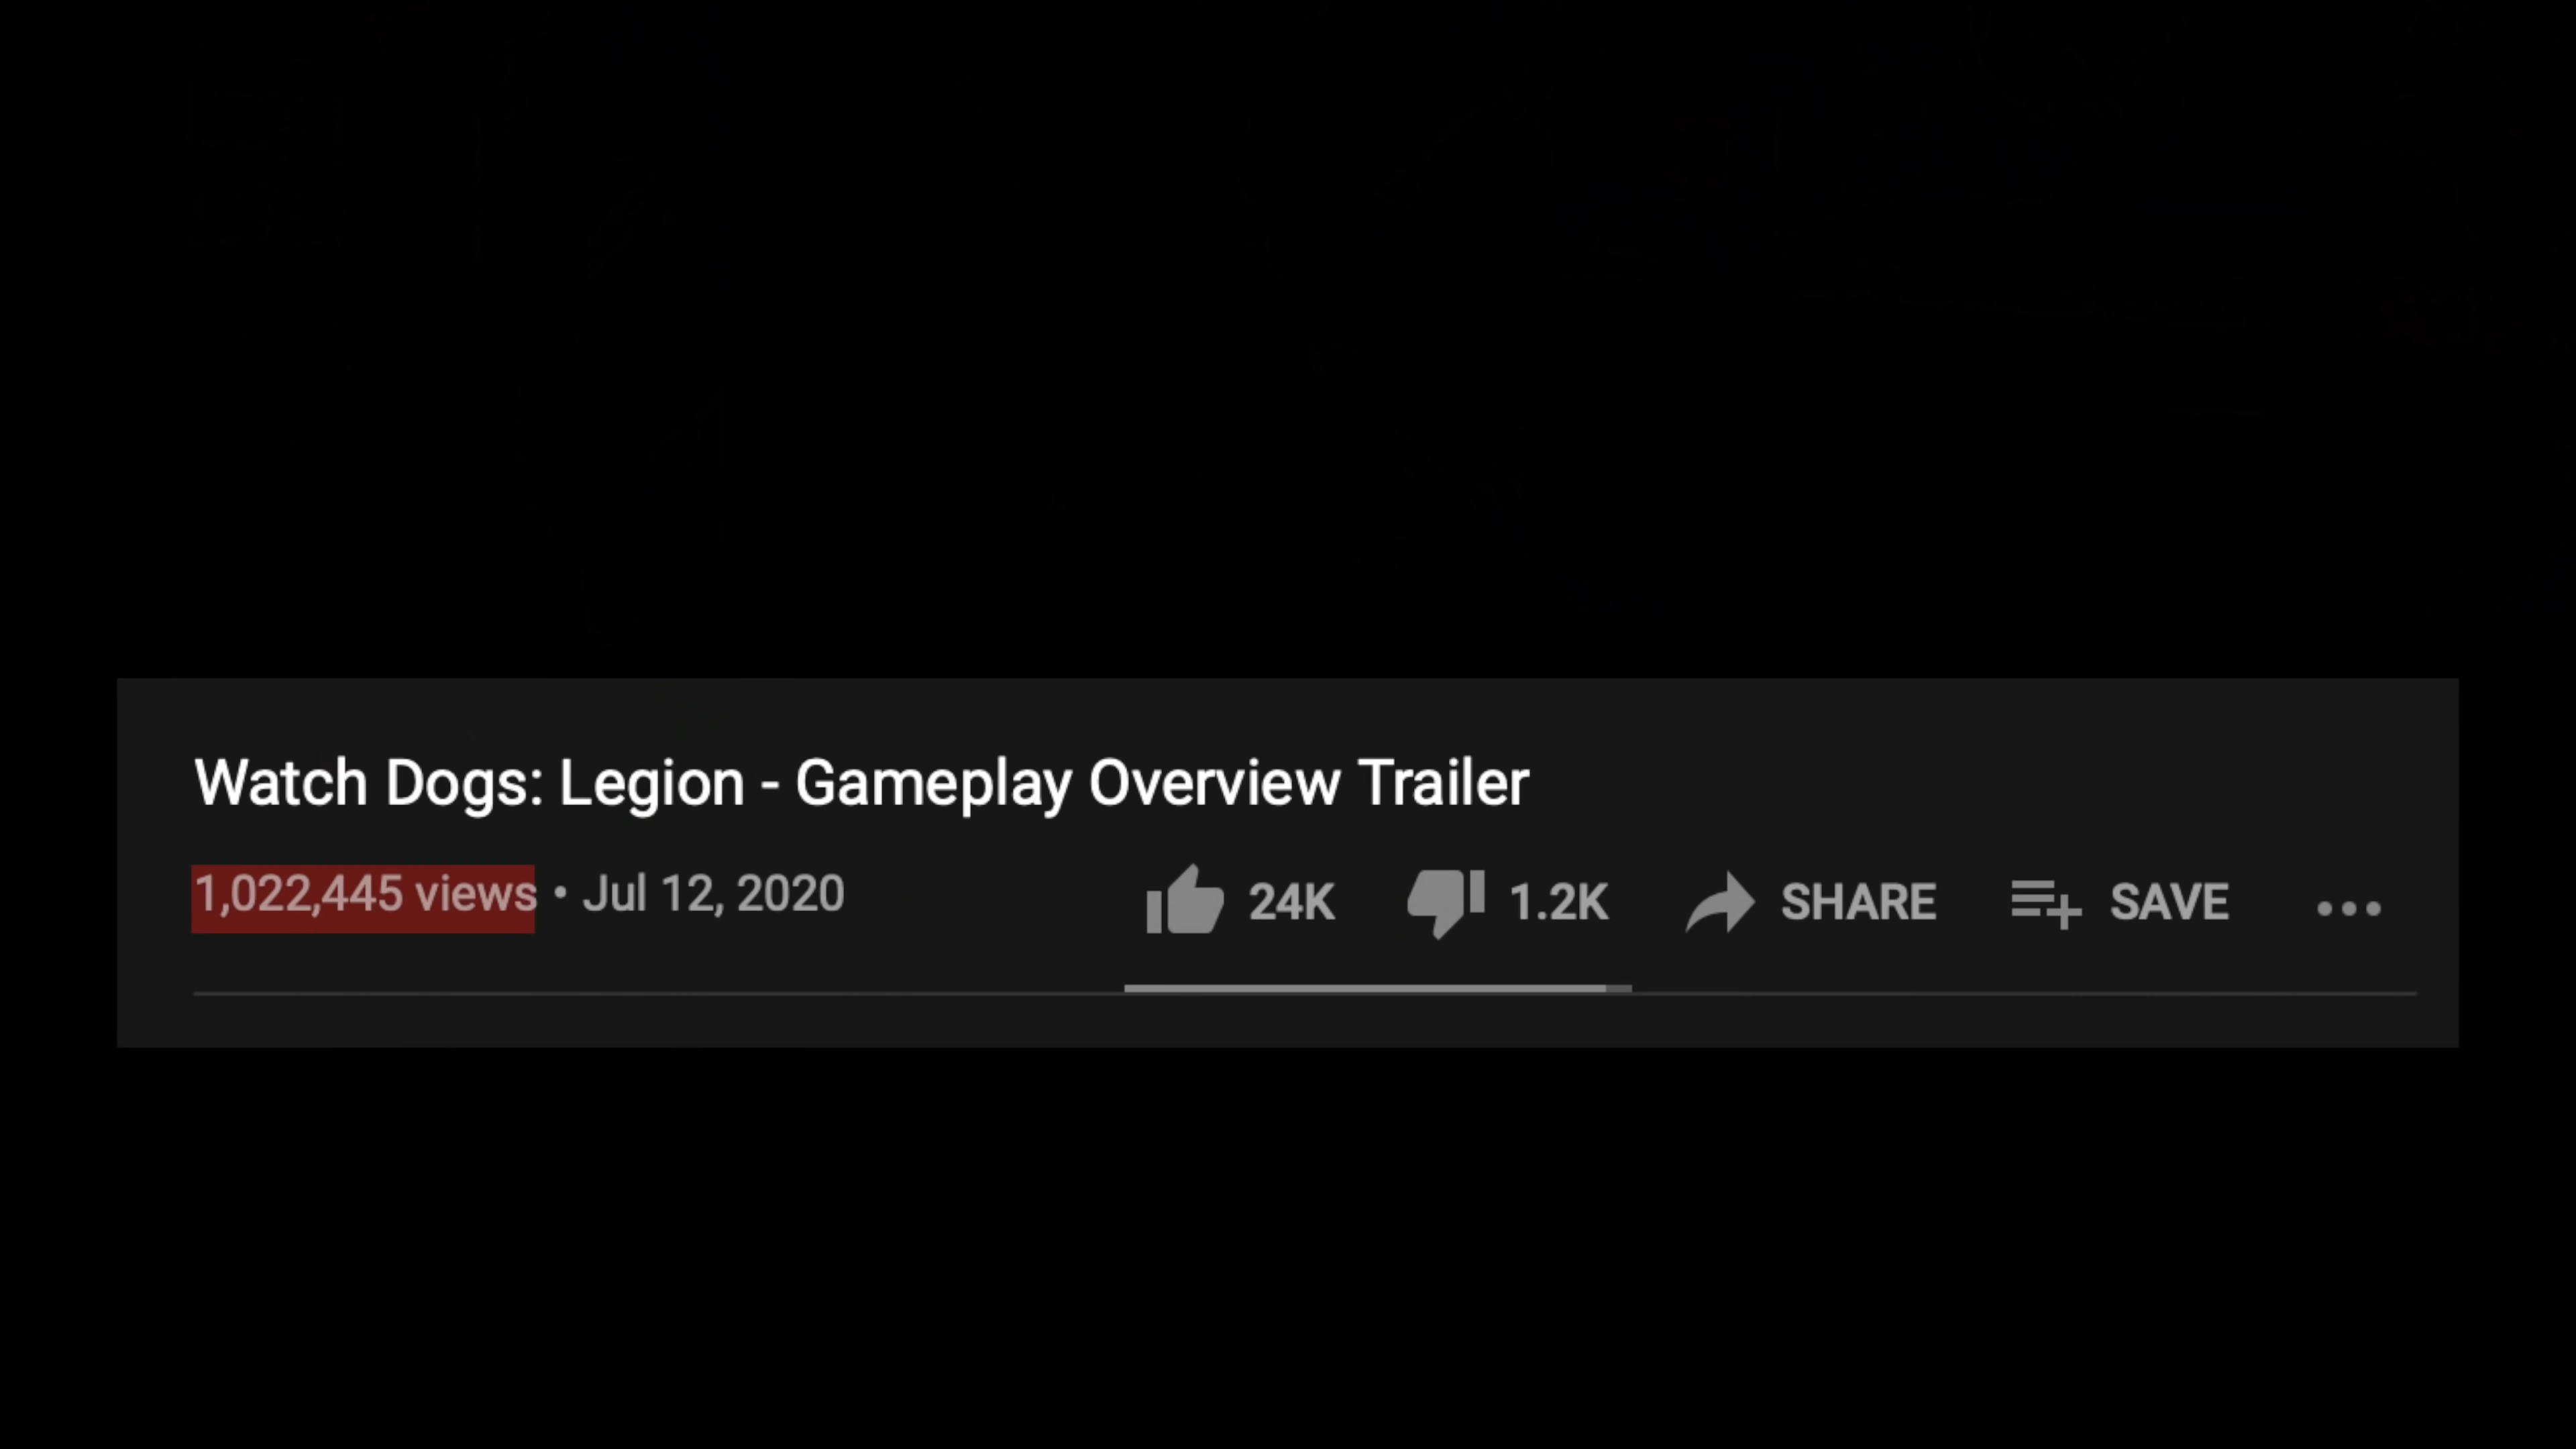 Watch Dogs: Legion - Gameplay Overview Trailer
1,022,445 views • Jul 12, 2020 24K 1.2K SHARE SAVE